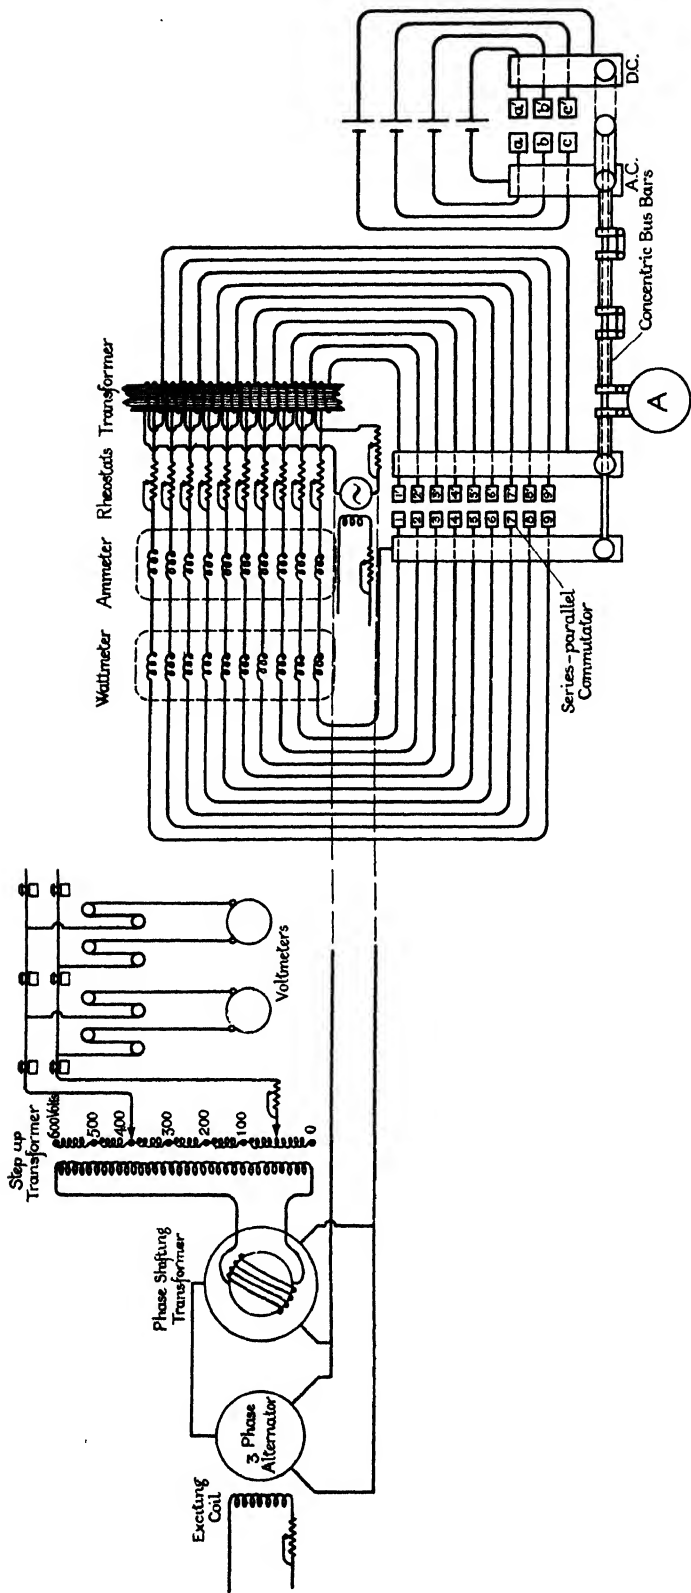 Exciting
Coil
3 Phase
Alternator
Phase Shifting
Transformer
Step up
Transformer
600Volts
500
400
300
200
100
0
Voltmeters
Wattmeter
Ammeter
Rheostats
Transformer
1 2 3 4 5 6 7 8 9
1' 2' 3' 4' 5' 6' 7' 8' 9'
Series-parallel
Commutator
A
Concentric Bus Bars
a b c
a' b' c'
A.C.
D.C.